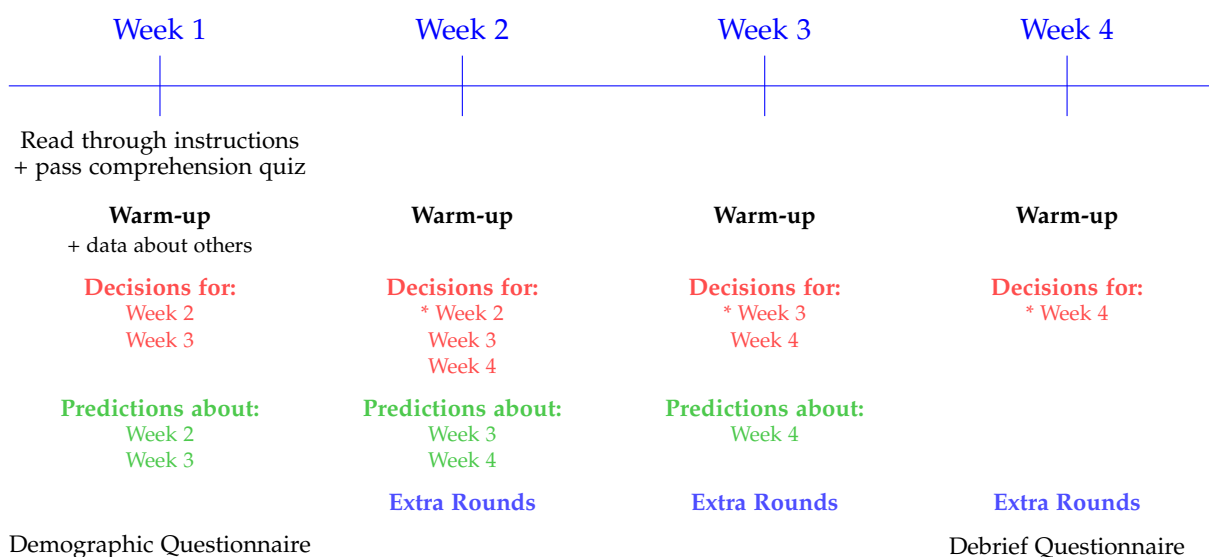 Week 1 Week 2 Week 3 Week 4
Read through instructions
+ pass comprehension quiz
Warm-up Warm-up Warm-up Warm-up
+ data about others
Decisions for: Decisions for: Decisions for: Decisions for:
Week 2 * Week 2 * Week 3 * Week 4
Week 3 Week 3 Week 4
Week 4
Predictions about: Predictions about: Predictions about:
Week 2 Week 3 Week 4
Week 3 Week 4
Extra Rounds Extra Rounds Extra Rounds
Demographic Questionnaire Debrief Questionnaire